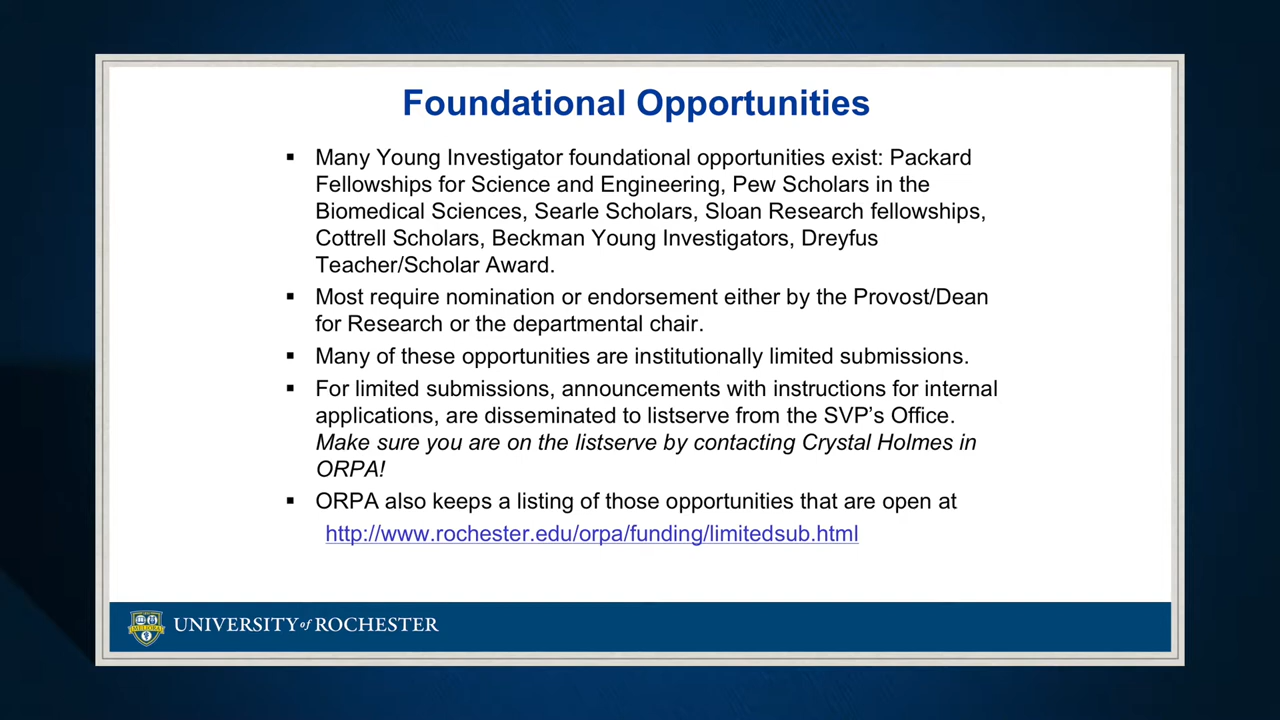 Foundational Opportunities
▪ Many Young Investigator foundational opportunities exist: Packard
Fellowships for Science and Engineering, Pew Scholars in the
Biomedical Sciences, Searle Scholars, Sloan Research fellowships,
Cottrell Scholars, Beckman Young Investigators, Dreyfus
Teacher/Scholar Award.
▪ Most require nomination or endorsement either by the Provost/Dean
for Research or the departmental chair.
▪ Many of these opportunities are institutionally limited submissions.
▪ For limited submissions, announcements with instructions for internal
applications, are disseminated to listserve from the SVP's Office.
Make sure you are on the listserve by contacting Crystal Holmes in
ORPA!
▪ ORPA also keeps a listing of those opportunities that are open at
http://www.rochester.edu/orpa/funding/limitedsub.html
MELIORA
UNIVERSITY of ROCHESTER